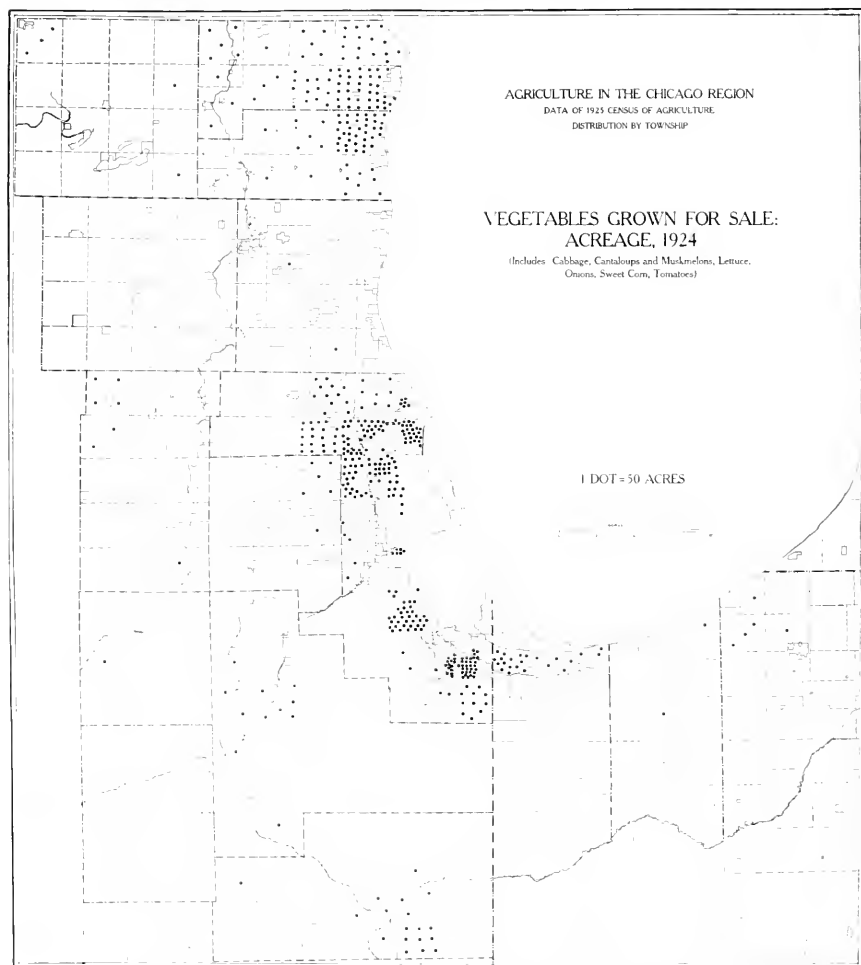 AGRICULTURE IN THE CHICAGO REGION
DATA OF 1925 CENSUS OF AGRICULTURE
DISTRIBUTION BY TOWNSHIP
VEGETABLES GROWN FOR SALE:
ACREAGE, 1924
(Includes Cabbage, Cantaloups and Muskmelons, Lettuce,
Onions, Sweet Corn, Tomatoes)
1 DOT = 50 ACRES